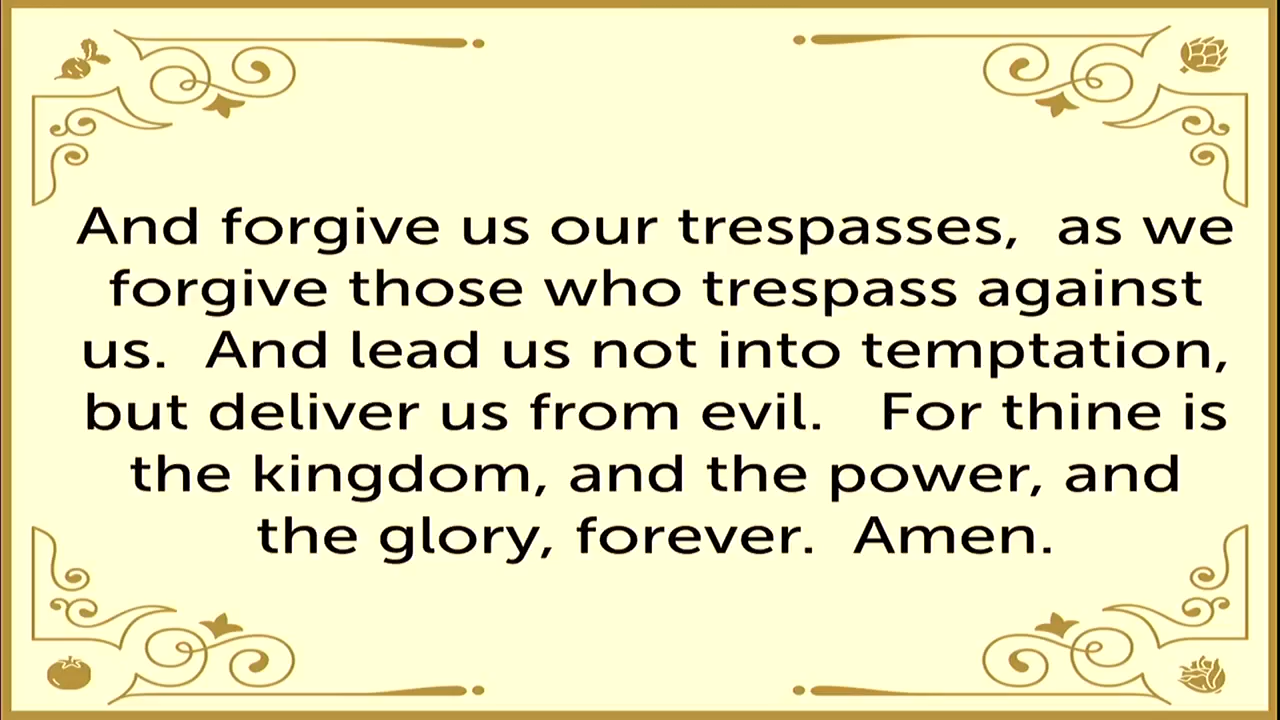 And forgive us our trespasses,  as we
forgive those who trespass against
us.  And lead us not into temptation,
but deliver us from evil.   For thine is
the kingdom, and the power, and
the glory, forever.  Amen.